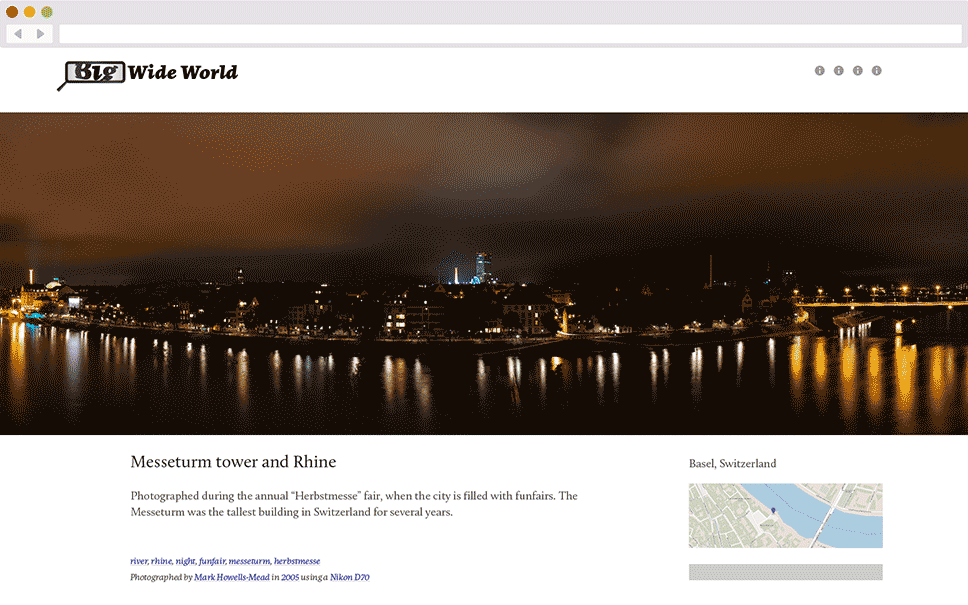 Big Wide World
Messeturm tower and Rhine
Basel, Switzerland
Photographed during the annual “Herbstmesse” fair, when the city is filled with funfairs. The
Messeturm was the tallest building in Switzerland for several years.
river, rhine, night, funfair, messeturm, herbstmesse
Photographed by Mark Howells-Mead in 2005 using a Nikon D70